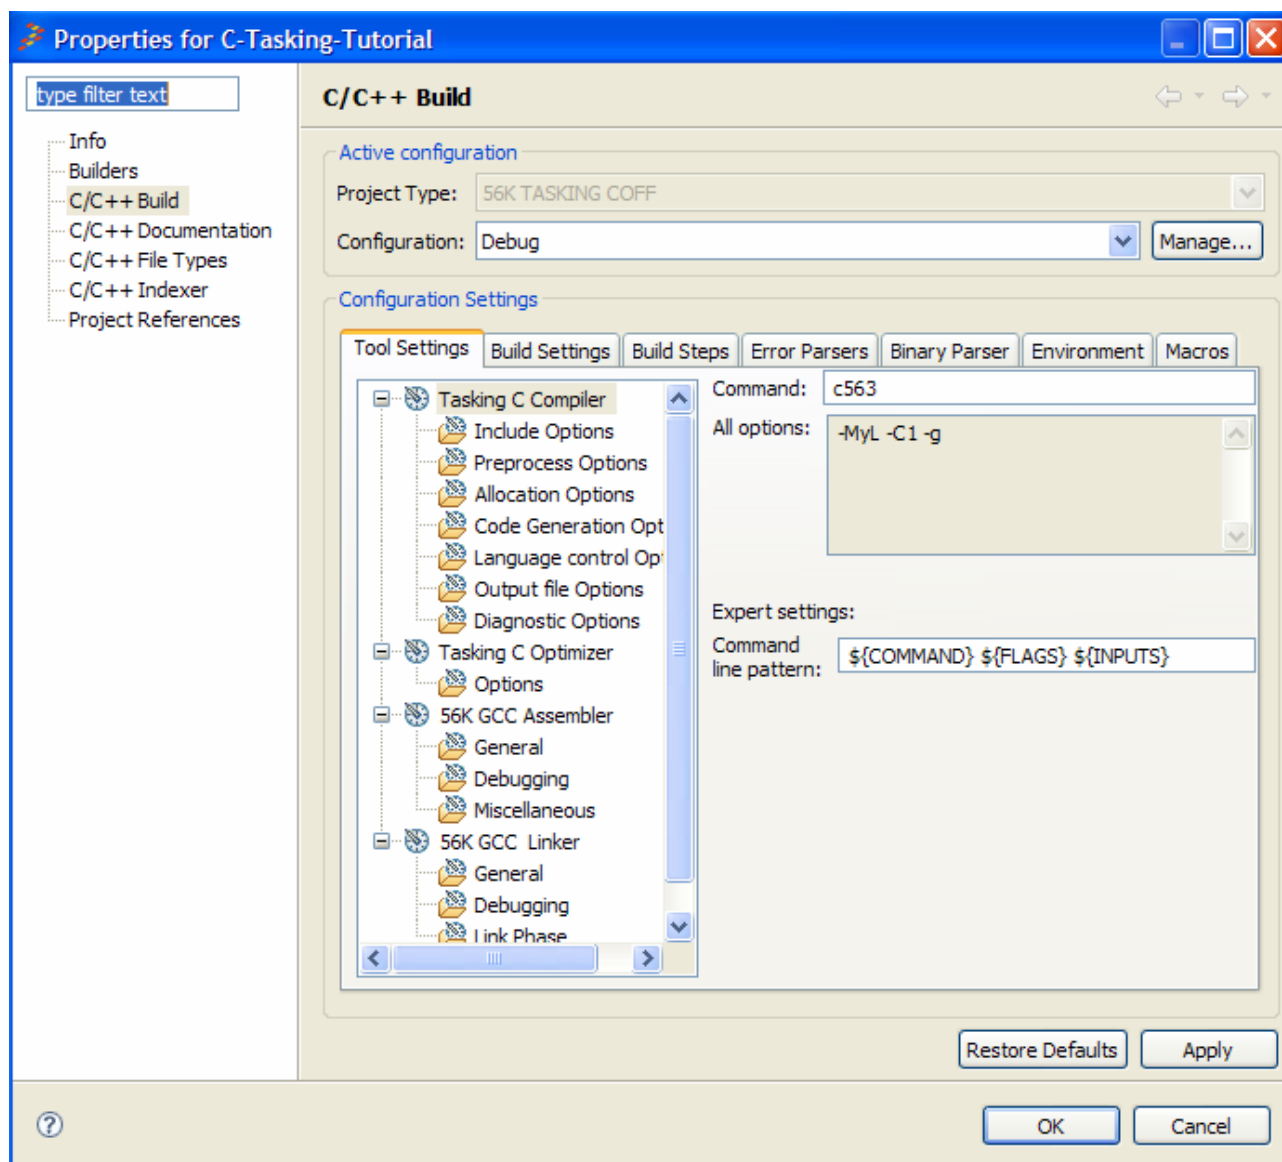 Properties for C-Tasking-Tutorial
type filter text
Info
Builders
C/C++ Build
C/C++ Documentation
C/C++ File Types
C/C++ Indexer
Project References
C/C++ Build
Active configuration
Project Type: 56K TASKING COFF
Configuration: Debug Manage...
Configuration Settings
Tool Settings Build Settings Build Steps Error Parsers Binary Parser Environment Macros
Tasking C Compiler
Include Options
Preprocess Options
Allocation Options
Code Generation Opt
Language control Opt
Output file Options
Diagnostic Options
Tasking C Optimizer
Options
56K GCC Assembler
General
Debugging
Miscellaneous
56K GCC Linker
General
Debugging
Link Phase
Command: c563
All options: -MyL -C1 -g
Expert settings:
Command
line pattern: ${COMMAND} ${FLAGS} ${INPUTS}
Restore Defaults Apply
? OK Cancel